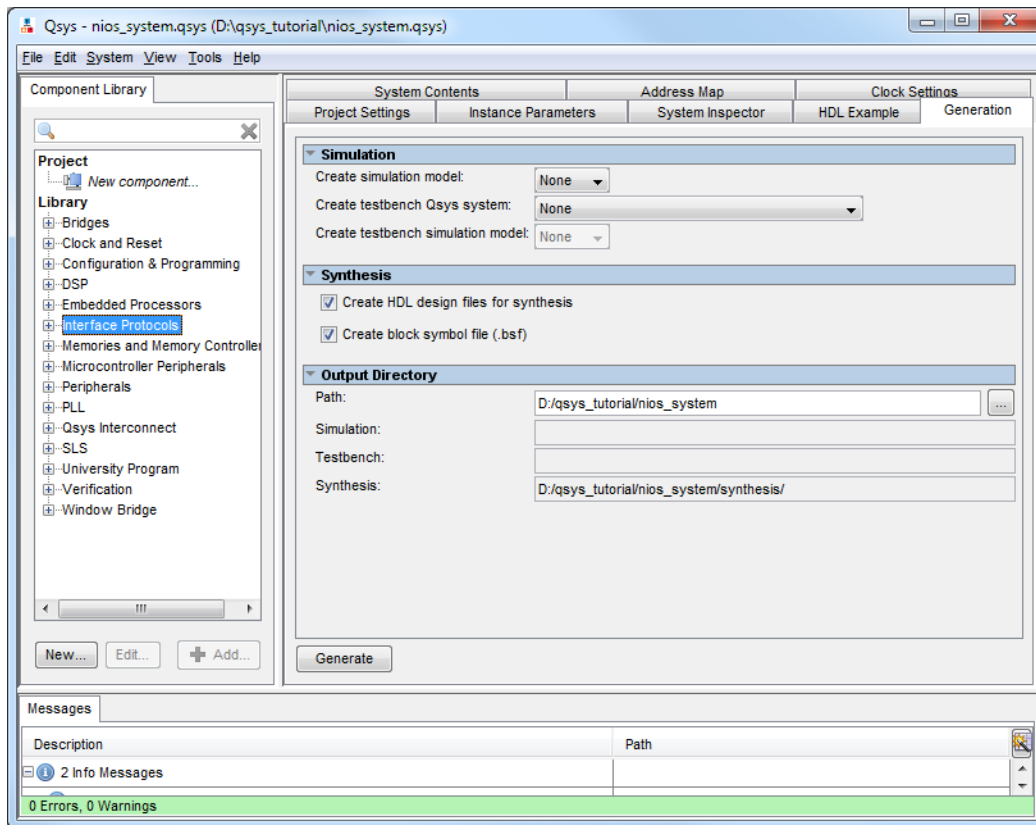 Qsys - nios_system.qsys (D:\qsys_tutorial\nios_system.qsys)
File Edit System View Tools Help
Component Library
Project
New component...
Library
Bridges
Clock and Reset
Configuration & Programming
DSP
Embedded Processors
Interface Protocols
Memories and Memory Controller
Microcontroller Peripherals
Peripherals
PLL
Qsys Interconnect
SLS
University Program
Verification
Window Bridge
New... Edit... Add...
System Contents Address Map Clock Settings
Project Settings Instance Parameters System Inspector HDL Example Generation
Simulation
Create simulation model: None
Create testbench Qsys system: None
Create testbench simulation model: None
Synthesis
Create HDL design files for synthesis
Create block symbol file (.bsf)
Output Directory
Path: D:/qsys_tutorial/nios_system ...
Simulation:
Testbench:
Synthesis: D:/qsys_tutorial/nios_system/synthesis/
Generate
Messages
Description Path
2 Info Messages
0 Errors, 0 Warnings